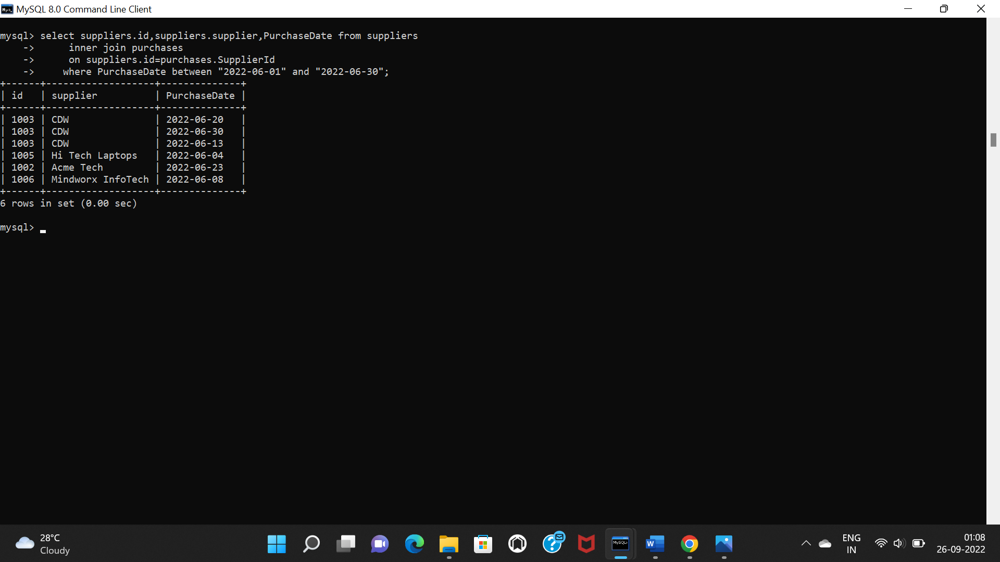 MySQL 8.0 Command Line Client
mysql> select suppliers.id,suppliers.supplier,PurchaseDate from suppliers
    ->      inner join purchases
    ->      on suppliers.id=purchases.SupplierId
    ->     where PurchaseDate between "2022-06-01" and "2022-06-30";
+------+-------------------+--------------+
| id   | supplier          | PurchaseDate |
+------+-------------------+--------------+
| 1003 | CDW               | 2022-06-20   |
| 1003 | CDW               | 2022-06-30   |
| 1003 | CDW               | 2022-06-13   |
| 1005 | Hi Tech Laptops   | 2022-06-04   |
| 1002 | Acme Tech         | 2022-06-23   |
| 1006 | Mindworx InfoTech | 2022-06-08   |
+------+-------------------+--------------+
6 rows in set (0.00 sec)
mysql>
28°C
Cloudy
MySQL>
W
ENG
IN
01:08
26-09-2022